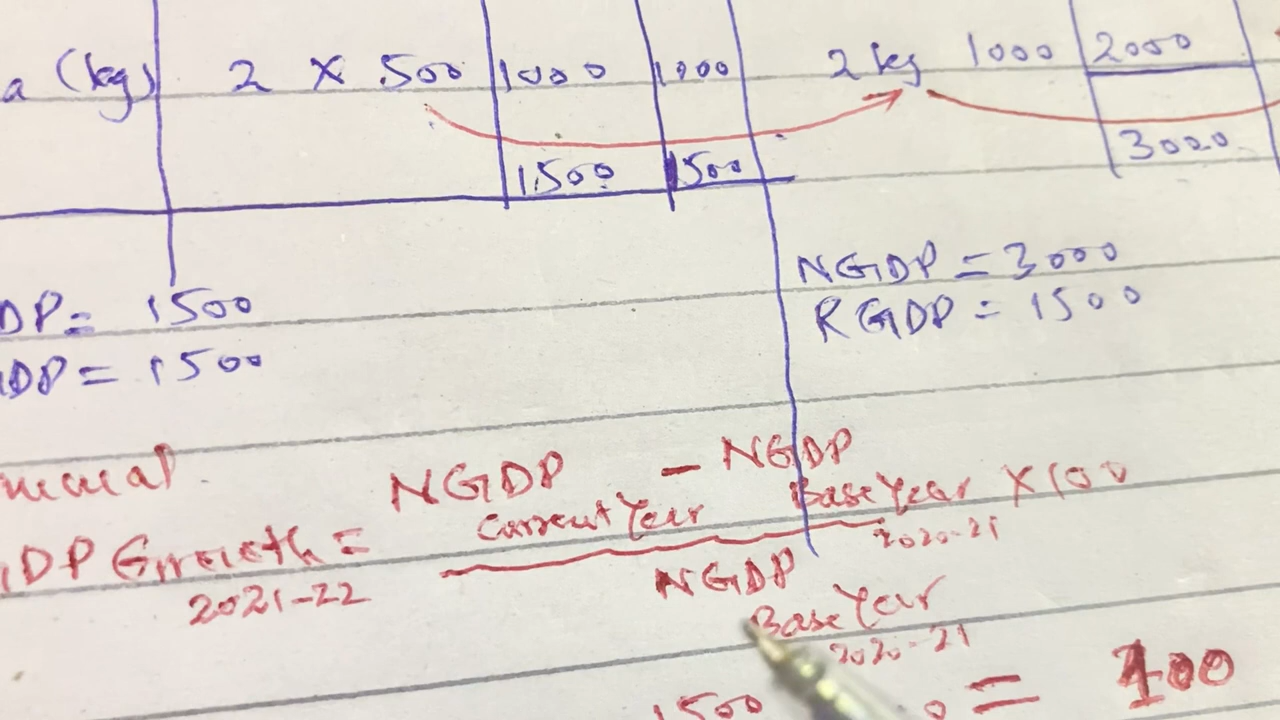 a (kg) 2 × 500 1000 1000 2 kg 1000 2000
1500 1500 3000
DP = 1500
DP = 1500
NGDP = 3000
RGDP = 1500
NGDP Current Year - NGDP Base Year × 100
2020-21
DP Growth =
2021-22
NGDP Base Year
2020-21
1500 = 100